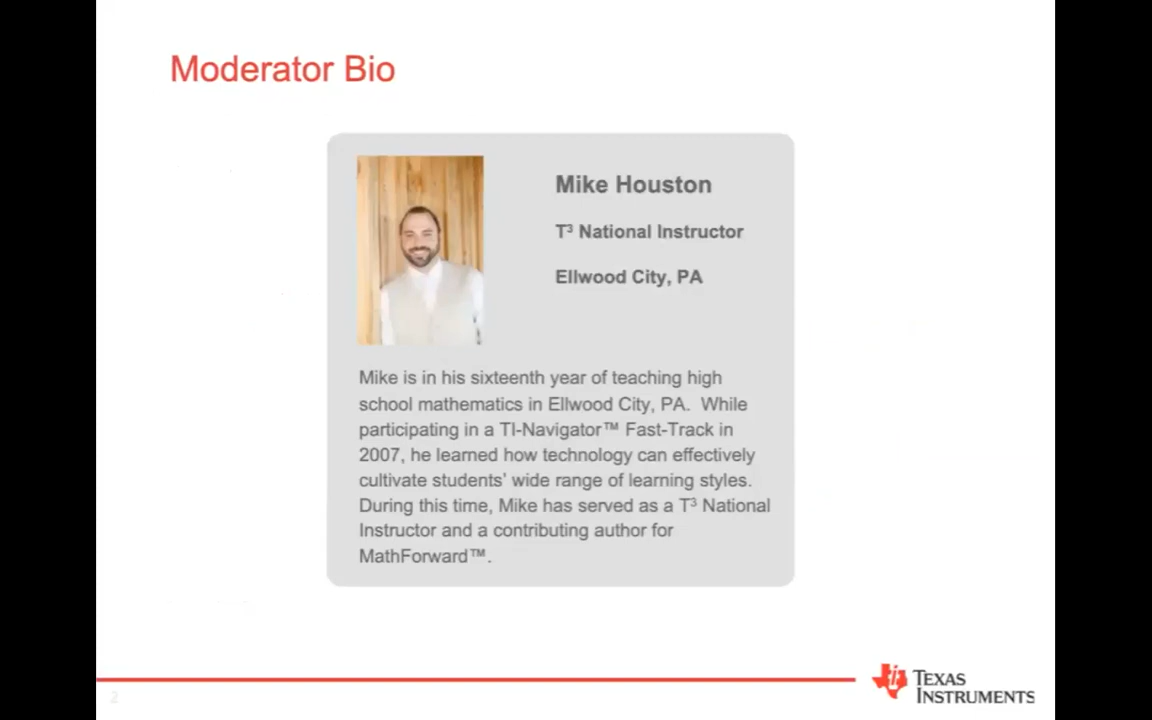 Moderator Bio
Mike Houston
T³ National Instructor
Ellwood City, PA
Mike is in his sixteenth year of teaching high
school mathematics in Ellwood City, PA. While
participating in a TI-Navigator™ Fast-Track in
2007, he learned how technology can effectively
cultivate students' wide range of learning styles.
During this time, Mike has served as a T³ National
Instructor and a contributing author for
MathForward™.
2
TEXAS
INSTRUMENTS